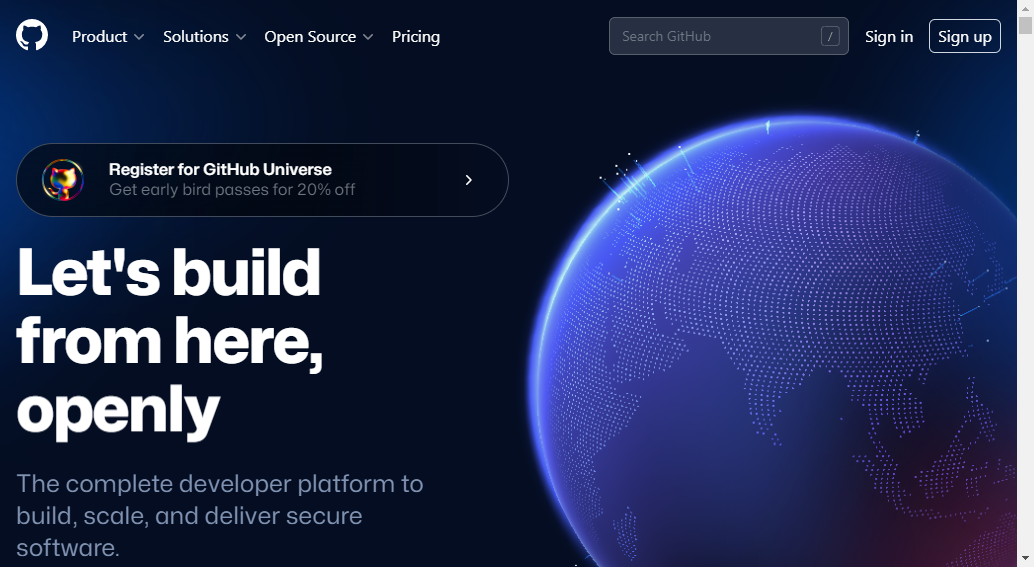 Product Solutions Open Source Pricing Search GitHub / Sign in Sign up
Register for GitHub Universe
Get early bird passes for 20% off
Let's build
from here,
openly
The complete developer platform to
build, scale, and deliver secure
software.